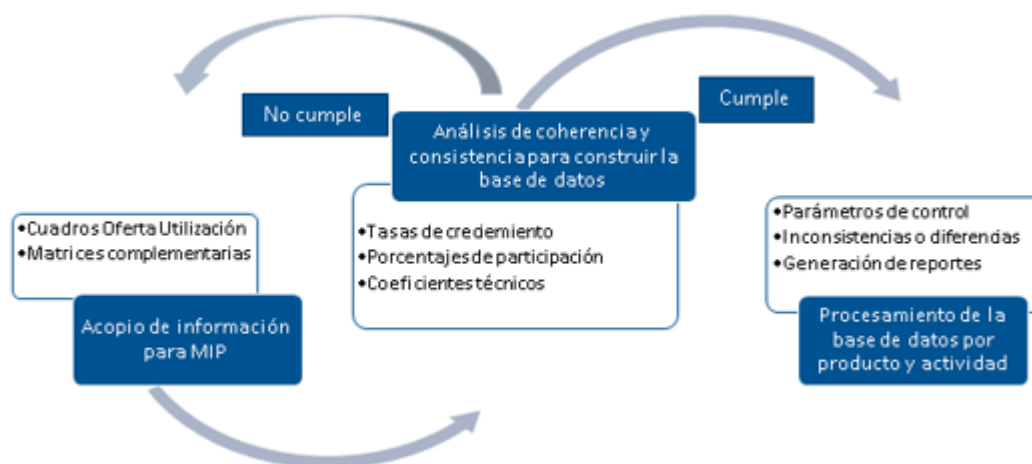 No cumple
Cumple
Análisis de coherencia y
consistencia para construir la
base de datos
•Cuadros Oferta Utilización
•Matrices complementarias
•Tasas de crecimiento
•Porcentajes de participación
•Coeficientes técnicos
•Parámetros de control
•Inconsistencias o diferencias
•Generación de reportes
Acopio de información
para MIP
Procesamiento de la
base de datos por
producto y actividad